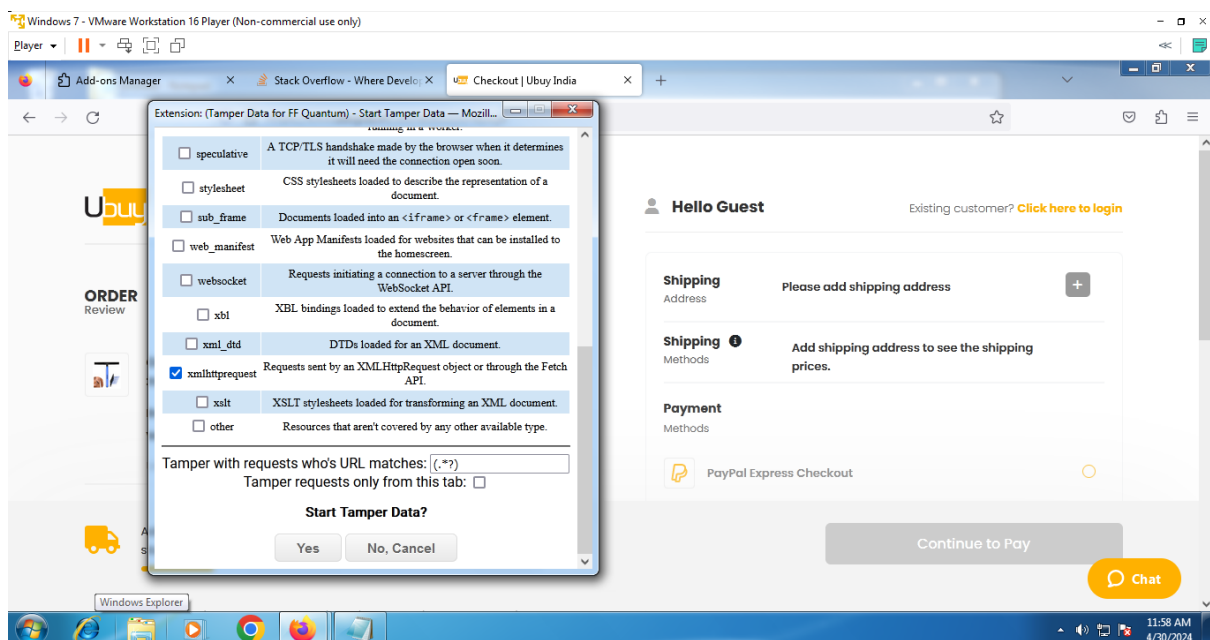 Windows 7 - VMware Workstation 16 Player (Non-commercial use only)
Player
Add-ons Manager
Stack Overflow - Where Develop
Checkout | Ubuy India
Extension: (Tamper Data for FF Quantum) - Start Tamper Data — Mozill...
running in a worker.
speculative A TCP/TLS handshake made by the browser when it determines
it will need the connection open soon.
stylesheet CSS stylesheets loaded to describe the representation of a
document.
sub_frame Documents loaded into an <iframe> or <frame> element.
web_manifest Web App Manifests loaded for websites that can be installed to
the homescreen.
websocket Requests initiating a connection to a server through the
WebSocket API.
xbl XBL bindings loaded to extend the behavior of elements in a
document.
xml_dtd DTDs loaded for an XML document.
xmlhttprequest Requests sent by an XMLHttpRequest object or through the Fetch
API.
xslt XSLT stylesheets loaded for transforming an XML document.
other Resources that aren't covered by any other available type.
Tamper with requests who's URL matches: (.*?)
Tamper requests only from this tab:
Start Tamper Data?
Yes
No, Cancel
Ubuy
ORDER
Review
Hello Guest
Existing customer? Click here to login
Shipping
Address
Please add shipping address
Shipping
Methods
Add shipping address to see the shipping
prices.
Payment
Methods
PayPal Express Checkout
Continue to Pay
Chat
Windows Explorer
11:58 AM
4/30/2024